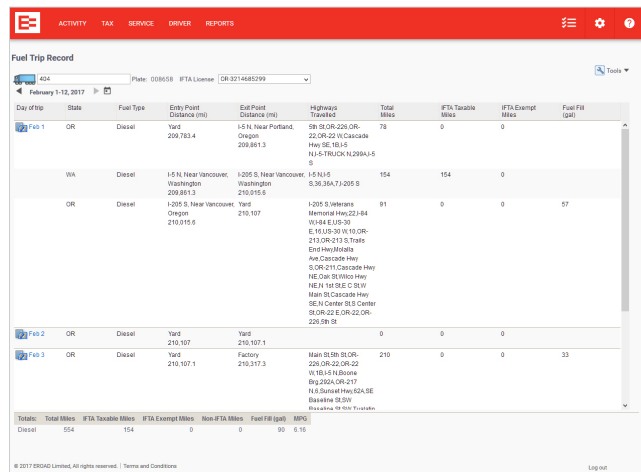 ACTIVITY TAX SERVICE DRIVER REPORTS
Fuel Trip Record
Tools
404 Plate: 008658 IFTA License OR-3214685299
February 1-12, 2017
Day of trip State Fuel Type Entry Point Exit Point Highways Total IFTA Taxable IFTA Exempt Fuel Fill
Distance (mi) Distance (mi) Travelled Miles Miles Miles (gal)
Feb 1 OR Diesel Yard I-5 N, Near Portland, 5th St,OR-226,OR- 78 0 0
209,783.4 Oregon 22,OR-22 W,Cascade
209,861.3 Hwy SE,1B,I-5
N,I-5-TRUCK N,299A,I-5
S
WA Diesel I-5 N, Near Vancouver, I-205 S, Near Vancouver, I-5 N,I-5 154 154 0
Washington Washington S,36,36A,7,I-205 S
209,861.3 210,015.6
OR Diesel I-205 S, Near Vancouver, Yard I-205 S,Veterans 91 0 0 57
Oregon 210,107 Memorial Hwy,22,I-84
210,015.6 W,I-84 E,US-30
E,16,US-30 W,10,OR-
213,OR-213 S,Trails
End Hwy,Molalla
Ave,Cascade Hwy
S,OR-211,Cascade Hwy
NE,Oak St,Wilco Hwy
NE,N 1st St,E C St,W
Main St,Cascade Hwy
SE,N Center St,S Center
St,OR-22 E,OR-22,OR-
226,5th St
Feb 2 OR Diesel Yard Yard 0 0 0
210,107 210,107.1
Feb 3 OR Diesel Yard Factory Main St,5th St,OR- 210 0 0 33
210,107.1 210,317.3 226,OR-22,OR-22
W,1B,I-5 N,Boone
Brg,292A,OR-217
N,6,Sunset Hwy,62A,SE
Baseline St,SW
Baseline St,SW Tualatin
Totals: Total Miles IFTA Taxable Miles IFTA Exempt Miles Non-IFTA Miles Fuel Fill (gal) MPG
Diesel 554 154 0 0 90 6.16
© 2017 EROAD Limited, All rights reserved. | Terms and Conditions
Log out